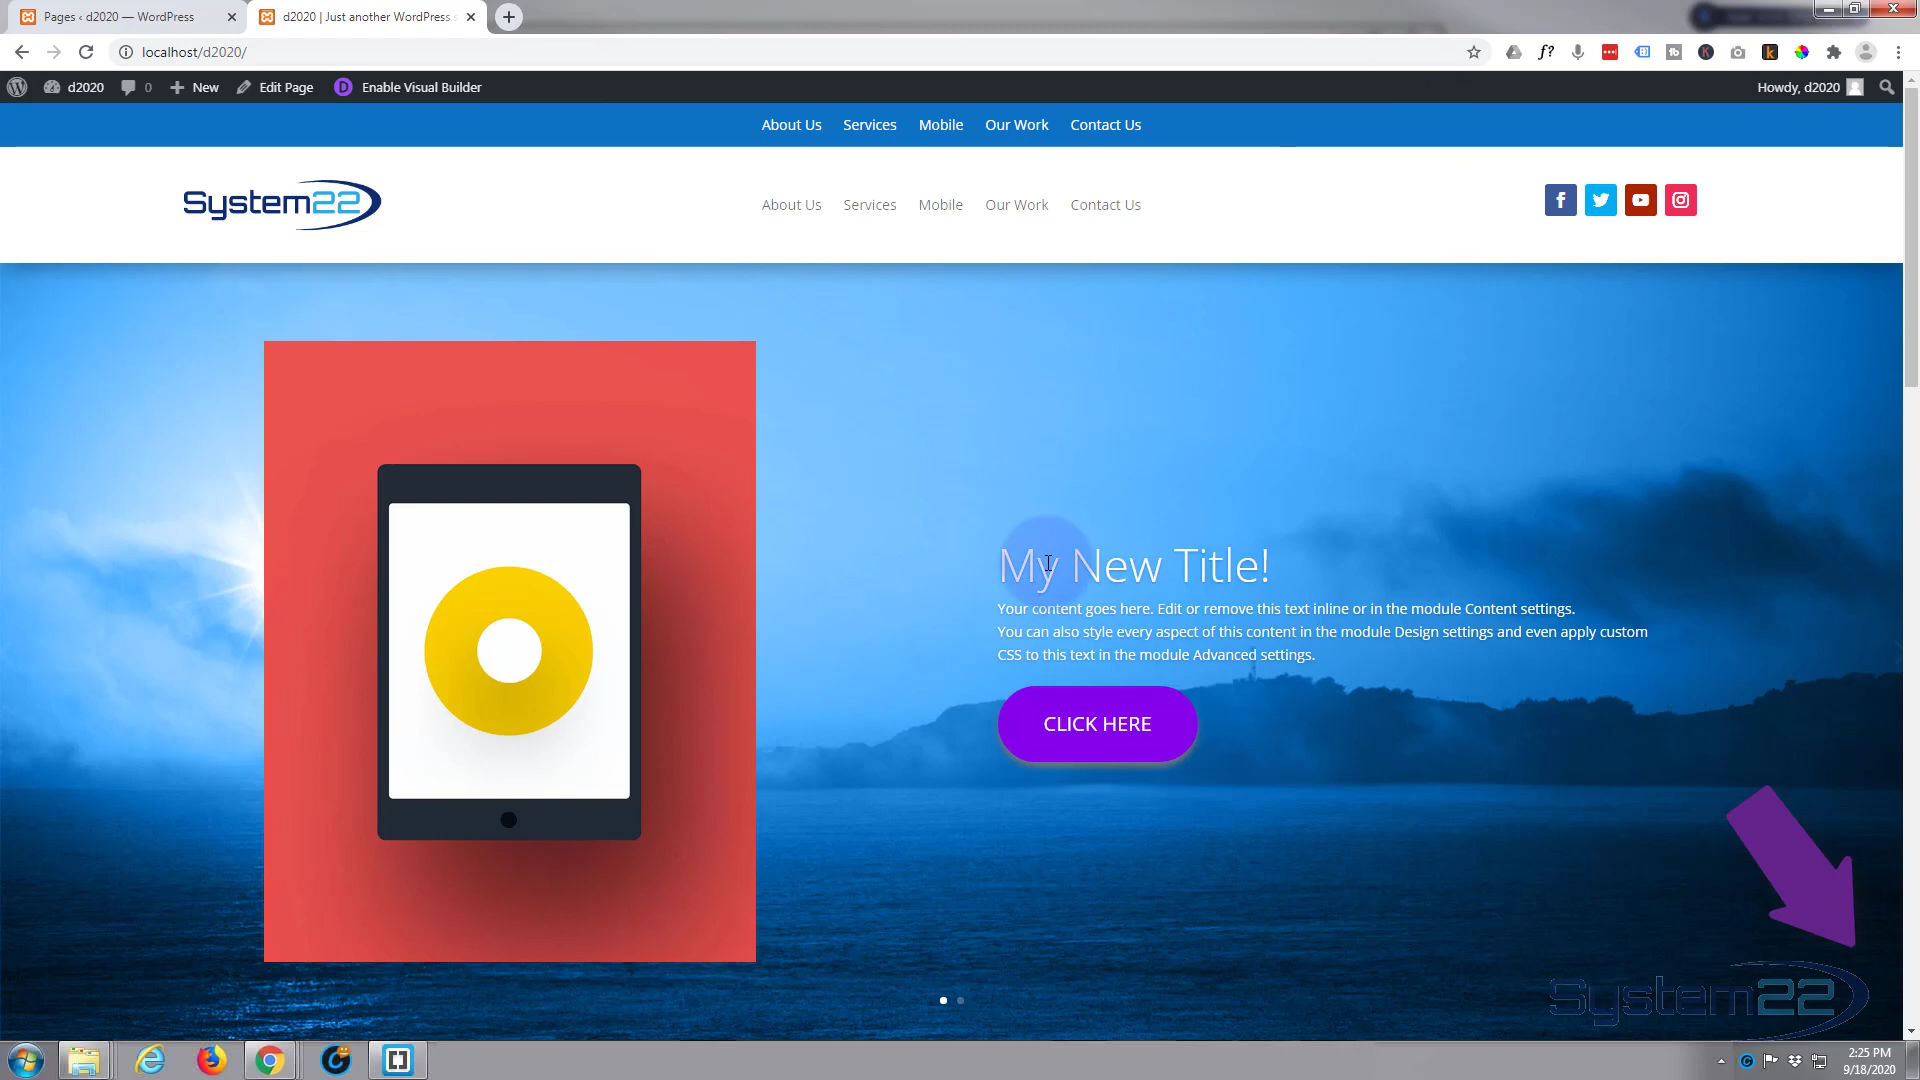 Pages ‹ d2020 — WordPress
d2020 | Just another WordPress s
localhost/d2020/
d2020
0
New
Edit Page
D
Enable Visual Builder
Howdy, d2020
About Us
Services
Mobile
Our Work
Contact Us
System22
About Us
Services
Mobile
Our Work
Contact Us
My New Title!
Your content goes here. Edit or remove this text inline or in the module Content settings.
You can also style every aspect of this content in the module Design settings and even apply custom
CSS to this text in the module Advanced settings.
CLICK HERE
System22
2:25 PM
9/18/2020